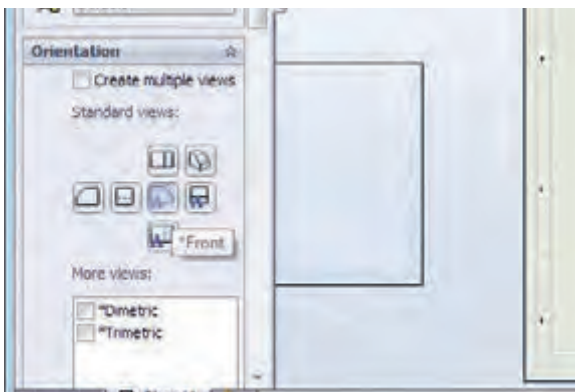 Orientation
Create multiple views
Standard views:
*Front
More views:
*Dimetric
*Trimetric